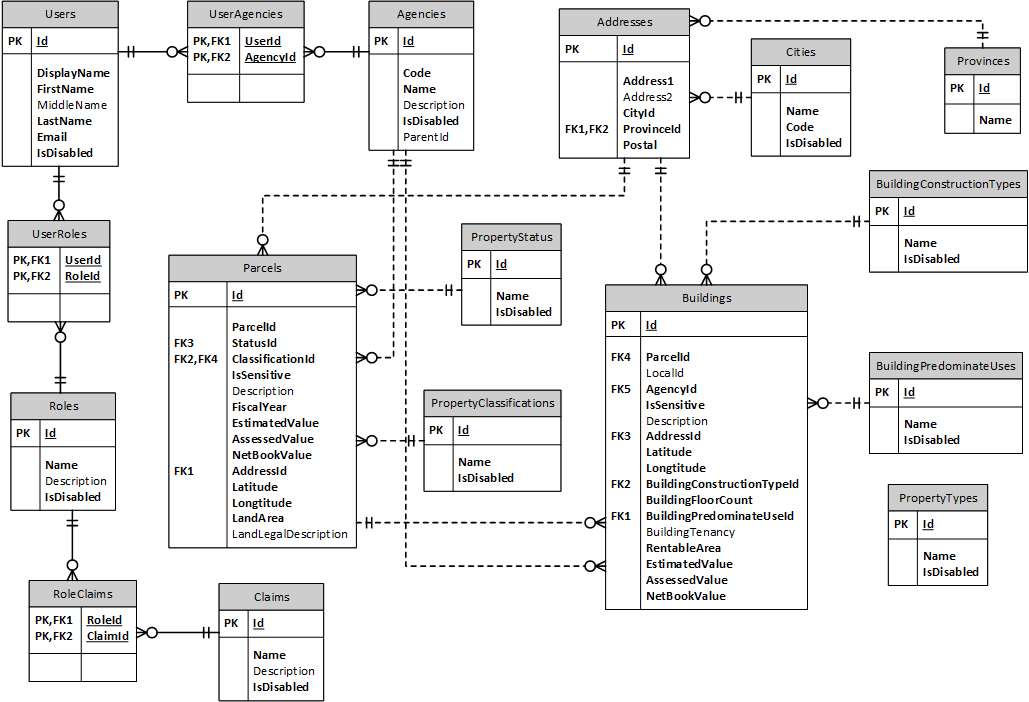 Users
PK Id
DisplayName
FirstName
MiddleName
LastName
Email
IsDisabled
UserAgencies
PK,FK1 UserId
PK,FK2 AgencyId
Agencies
PK Id
Code
Name
Description
IsDisabled
ParentId
Addresses
PK Id
Address1
Address2
CityId
FK1,FK2 ProvinceId
Postal
Cities
PK Id
Name
Code
IsDisabled
Provinces
PK Id
Name
BuildingConstructionTypes
PK Id
Name
IsDisabled
UserRoles
PK,FK1 UserId
PK,FK2 RoleId
Parcels
PK Id
ParcelId
FK3 StatusId
FK2,FK4 ClassificationId
IsSensitive
Description
FiscalYear
EstimatedValue
AssessedValue
NetBookValue
FK1 AddressId
Latitude
Longtitude
LandArea
LandLegalDescription
PropertyStatus
PK Id
Name
IsDisabled
PropertyClassifications
PK Id
Name
IsDisabled
Buildings
PK Id
FK4 ParcelId
LocalId
FK5 AgencyId
IsSensitive
Description
FK3 AddressId
Latitude
Longtitude
FK2 BuildingConstructionTypeId
BuildingFloorCount
FK1 BuildingPredominateUseId
BuildingTenancy
RentableArea
EstimatedValue
AssessedValue
NetBookValue
BuildingPredominateUses
PK Id
Name
IsDisabled
PropertyTypes
PK Id
Name
IsDisabled
Roles
PK Id
Name
Description
IsDisabled
RoleClaims
PK,FK1 RoleId
PK,FK2 ClaimId
Claims
PK Id
Name
Description
IsDisabled